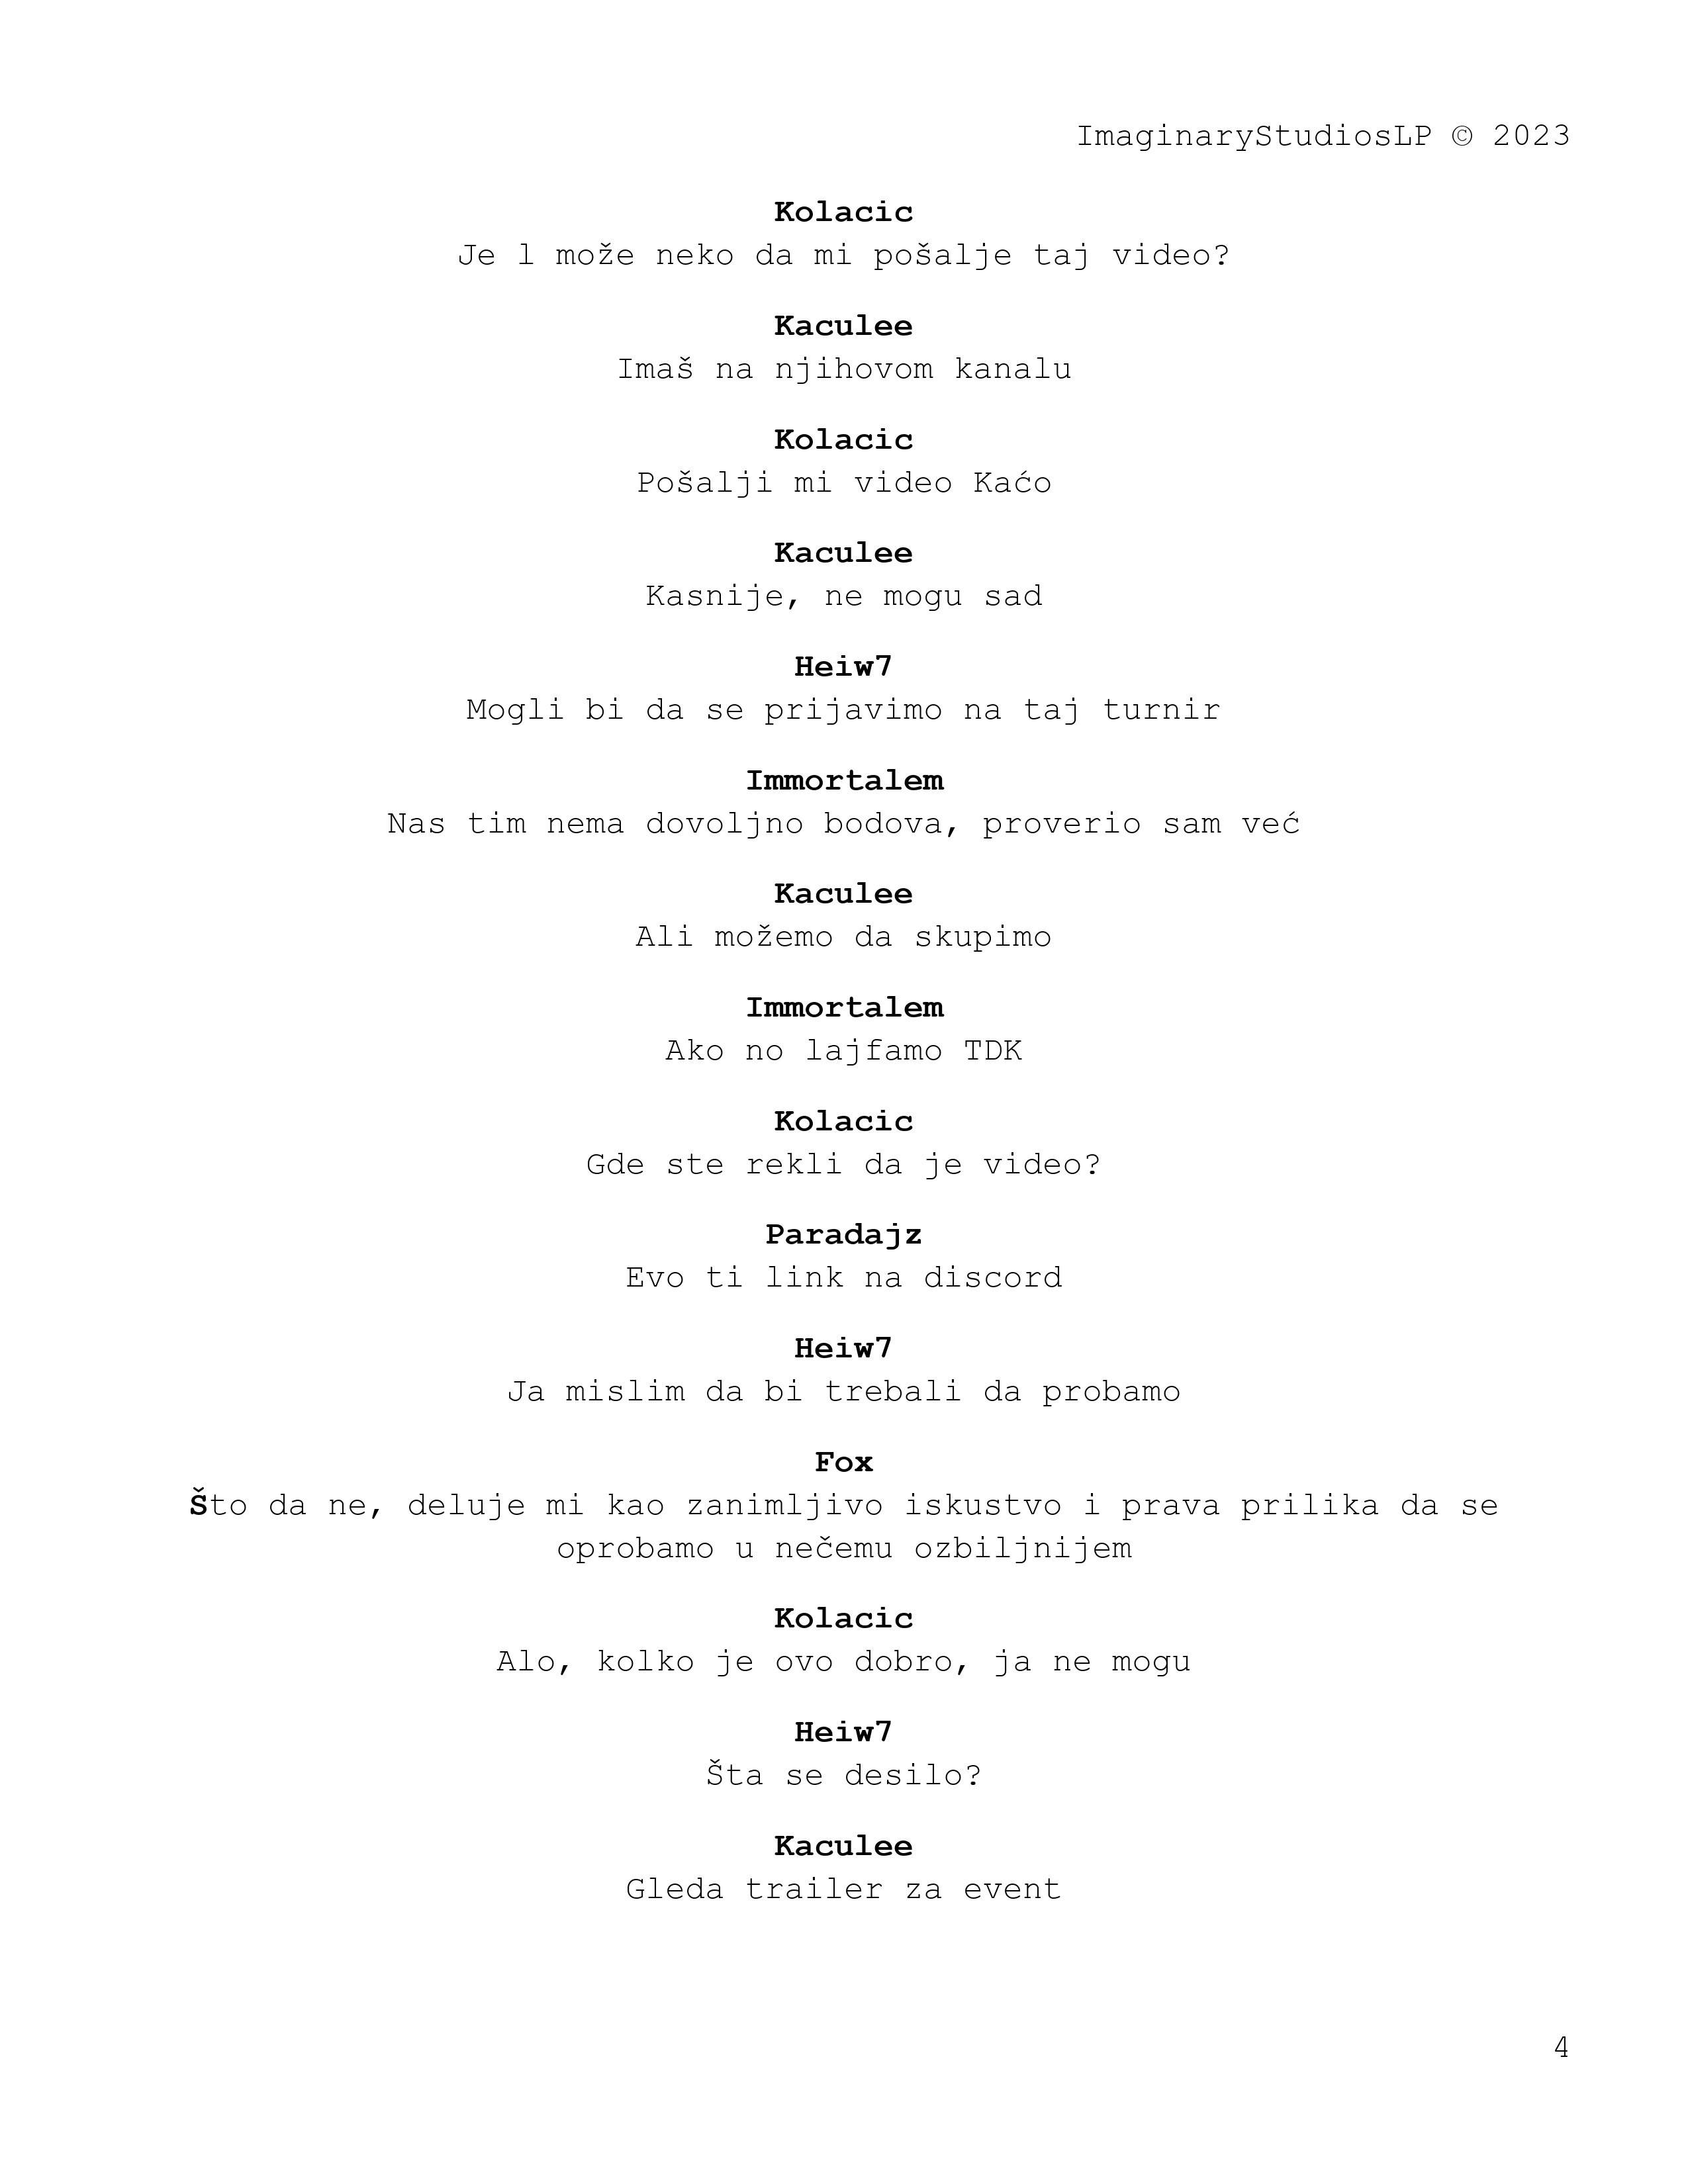 ImaginaryStudiosLP © 2023
Kolacic
Je l može neko da mi pošalje taj video?
Kaculee
Imaš na njihovom kanalu
Kolacic
Pošalji mi video Kaćo
Kaculee
Kasnije, ne mogu sad
Heiw7
Mogli bi da se prijavimo na taj turnir
Immortalem
Nas tim nema dovoljno bodova, proverio sam već
Kaculee
Ali možemo da skupimo
Immortalem
Ako no lajfamo TDK
Kolacic
Gde ste rekli da je video?
Paradajz
Evo ti link na discord
Heiw7
Ja mislim da bi trebali da probamo
Fox
Što da ne, deluje mi kao zanimljivo iskustvo i prava prilika da se
oprobamo u nečemu ozbiljnijem
Kolacic
Alo, kolko je ovo dobro, ja ne mogu
Heiw7
Šta se desilo?
Kaculee
Gleda trailer za event
4